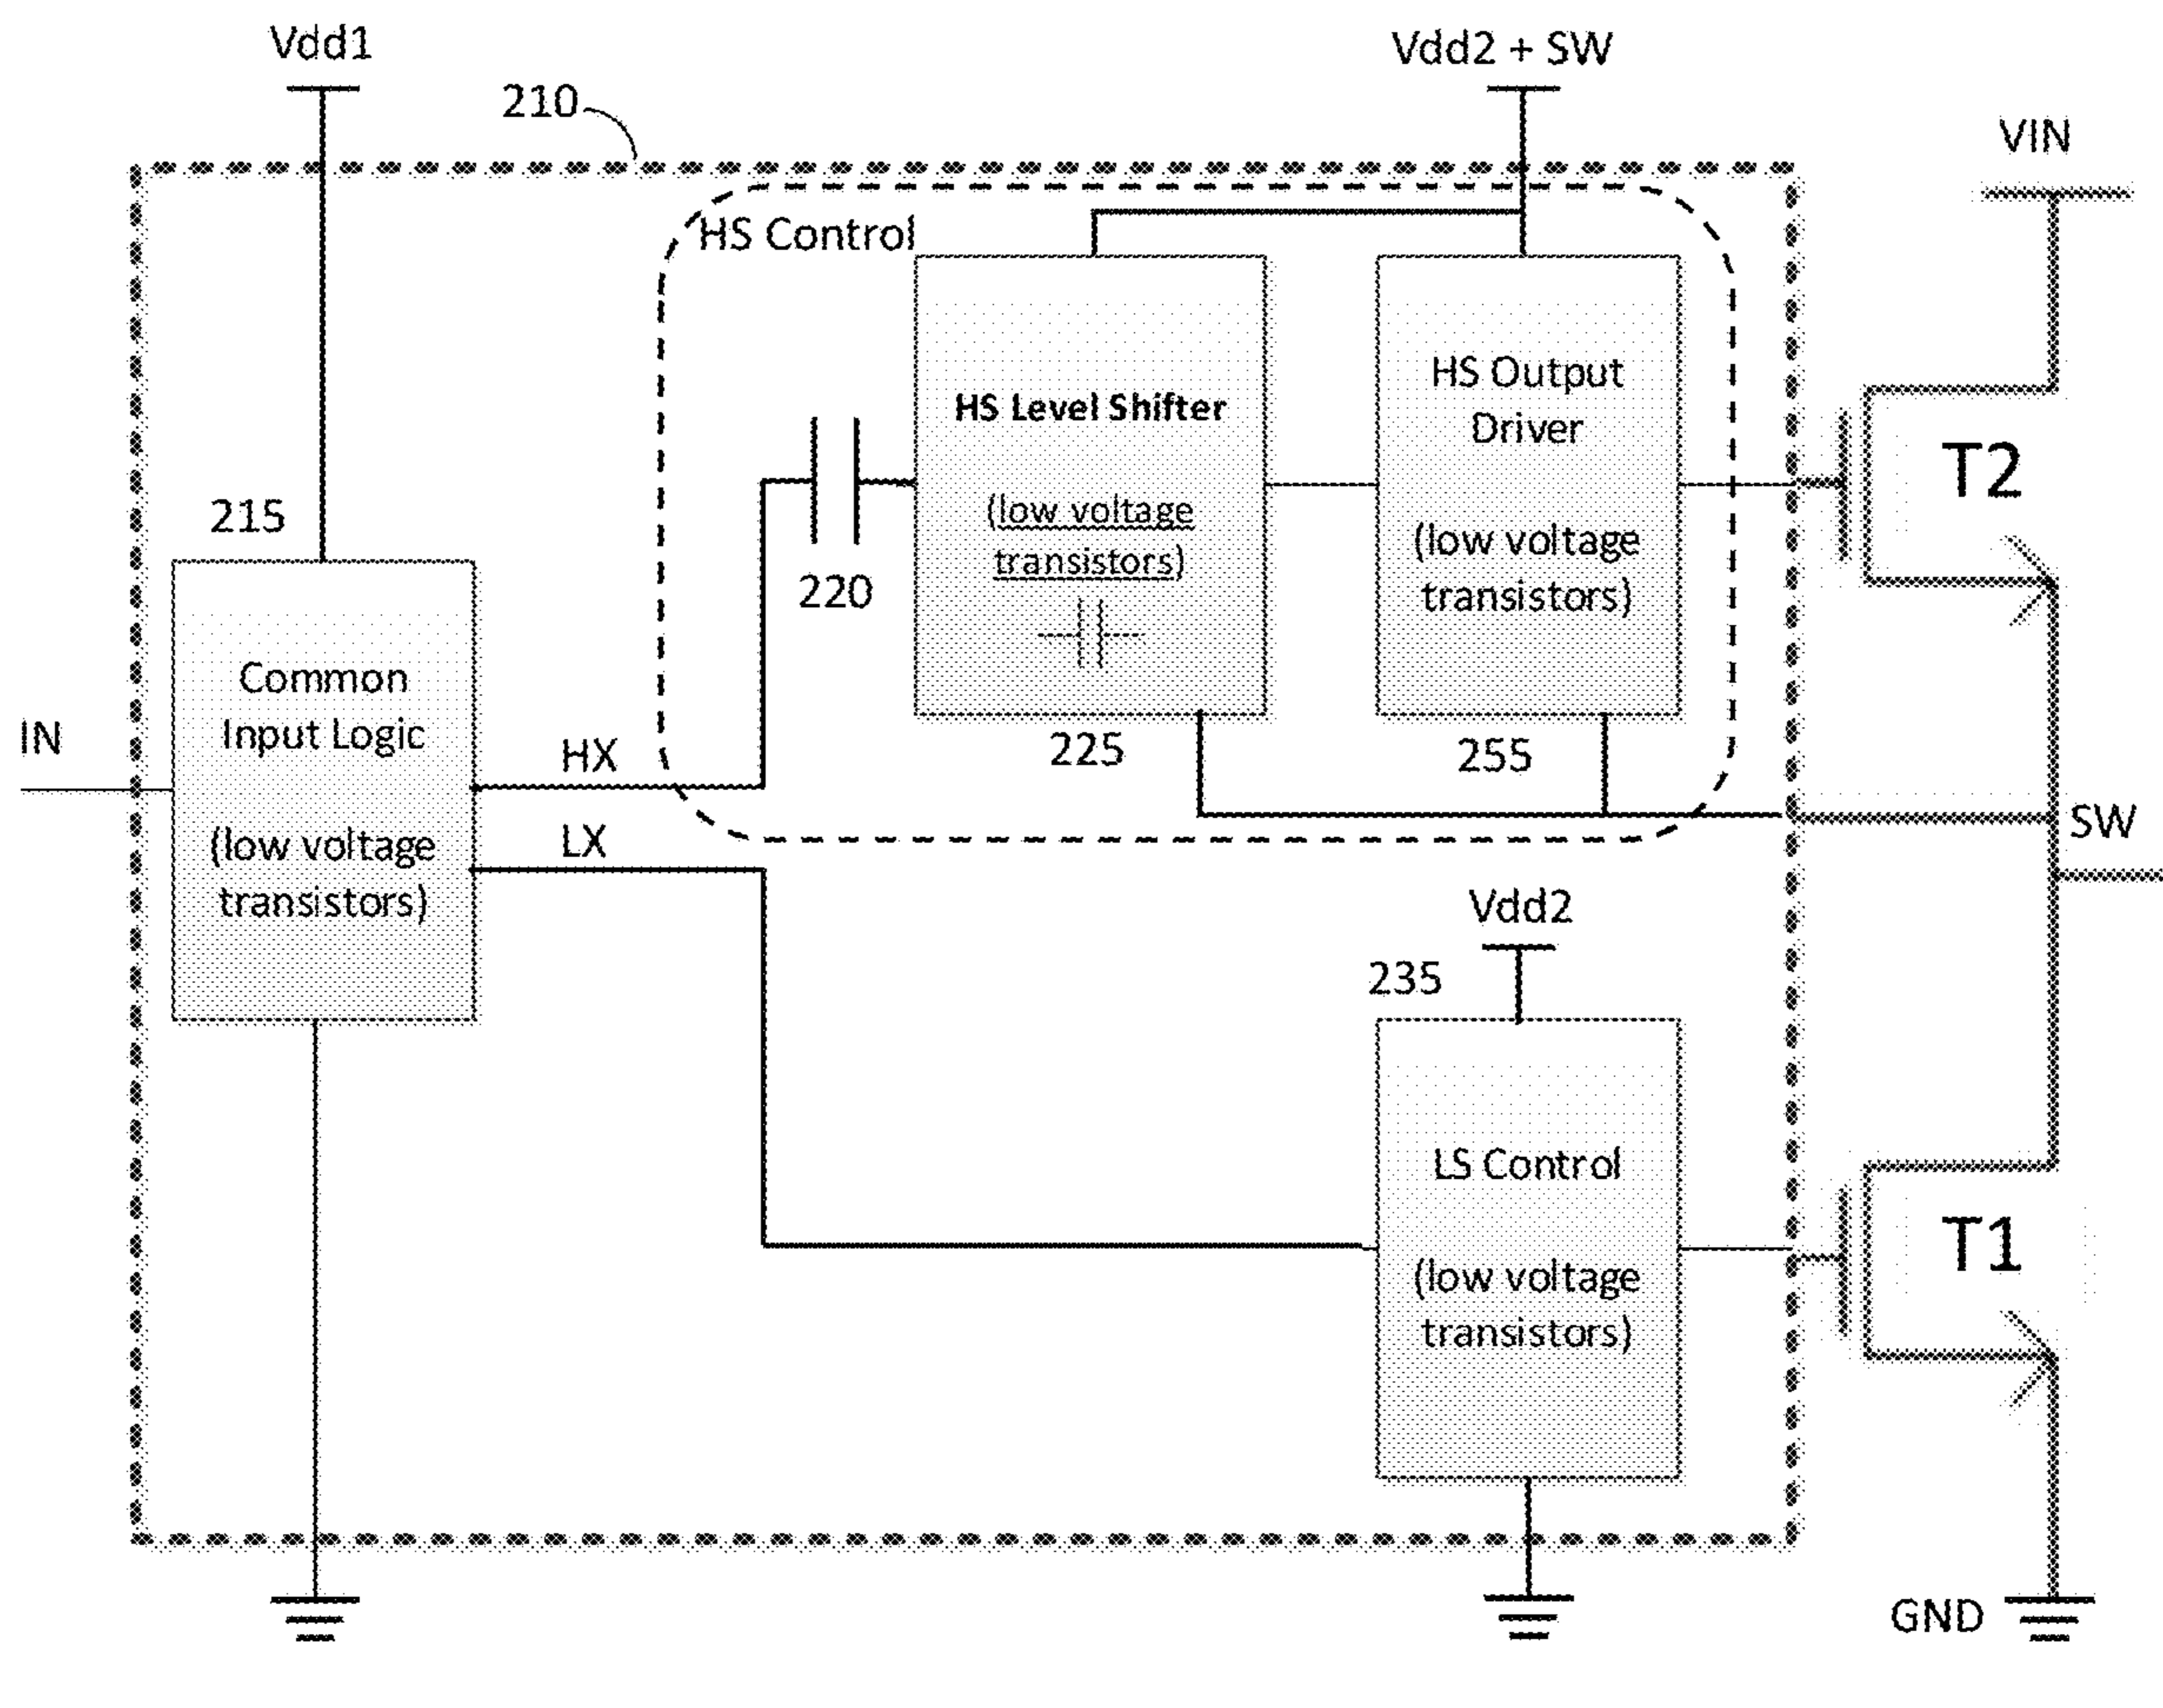 Vdd1
Vdd2 + SW
210
VIN
HS Control
HS Level Shifter
(low voltage
transistors)
HS Output
Driver
(low voltage
transistors)
T2
215
220
Common
Input Logic
(low voltage
transistors)
IN
HX
225
255
LX
SW
Vdd2
235
LS Control
(low voltage
transistors)
T1
GND